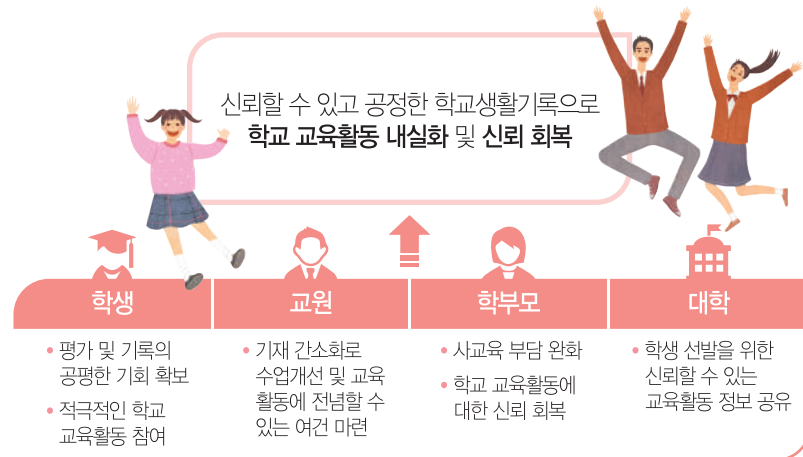 신뢰할 수 있고 공정한 학교생활기록으로
학교 교육활동 내실화 및 신뢰 회복
학생
• 평가 및 기록의
공평한 기회 확보
• 적극적인 학교
교육활동 참여
교원
• 기재 간소화로
수업개선 및 교육
활동에 전념할 수
있는 여건 마련
학부모
• 사교육 부담 완화
• 학교 교육활동에
대한 신뢰 회복
대학
• 학생 선발을 위한
신뢰할 수 있는
교육활동 정보 공유